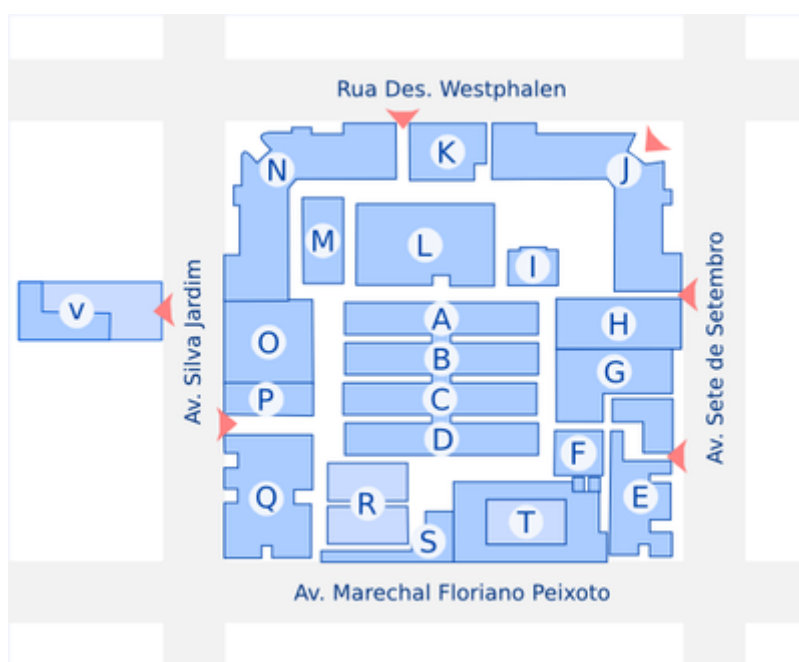 Rua Des. Westphalen
N
K
J
M
L
I
Av. Silva Jardim
Av. Sete de Setembro
v
A
H
O
B
G
P
C
D
F
Q
R
E
S
T
Av. Marechal Floriano Peixoto